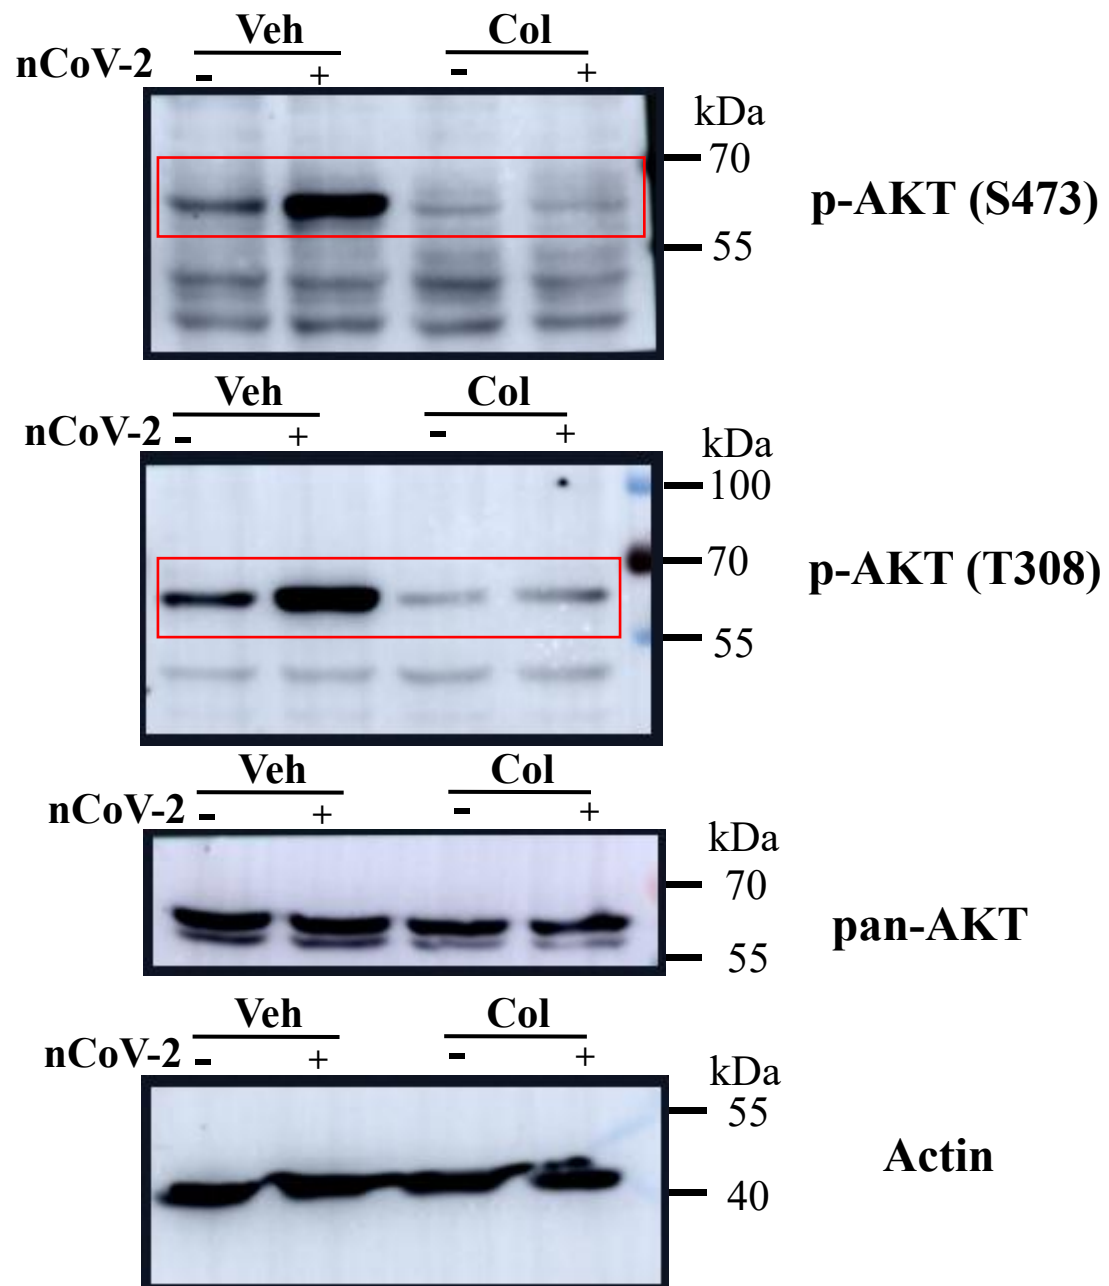 Veh Col
nCoV-2 - + - +
kDa
70
p-AKT (S473)
55
Veh Col
nCoV-2 - + - +
kDa
100
70
p-AKT (T308)
55
Veh Col
nCoV-2 - + - +
kDa
70
pan-AKT
55
Veh Col
nCoV-2 - + - +
kDa
55
Actin
40